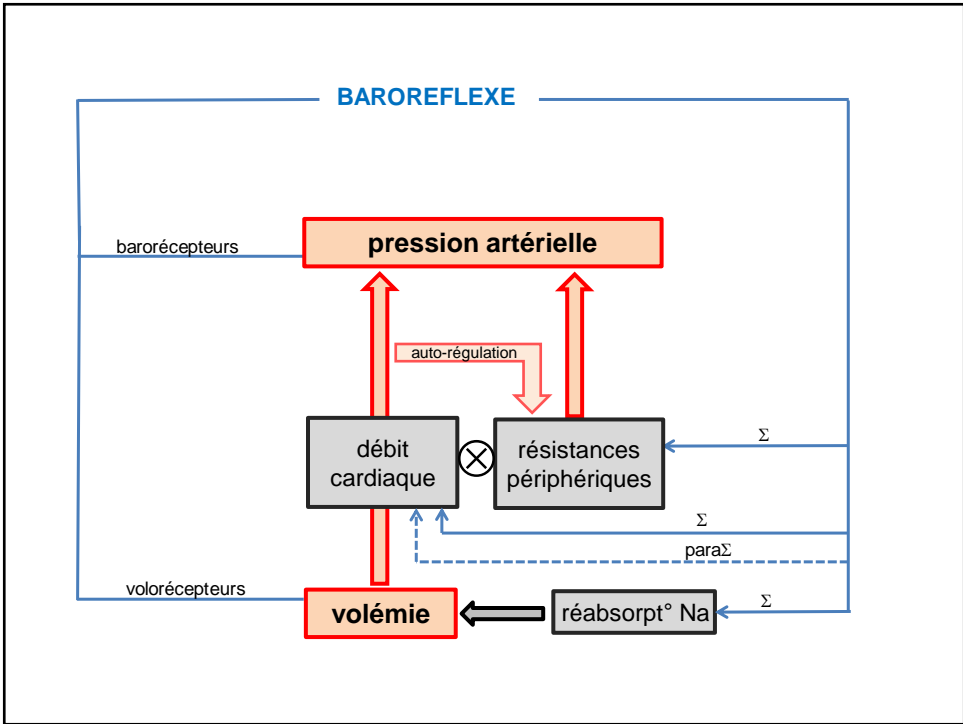 BAROREFLEXE
pression artérielle
barorécepteurs
auto-régulation
débit
cardiaque
résistances
périphériques
Σ
Σ
paraΣ
volorécepteurs
volémie
réabsorpt° Na
Σ